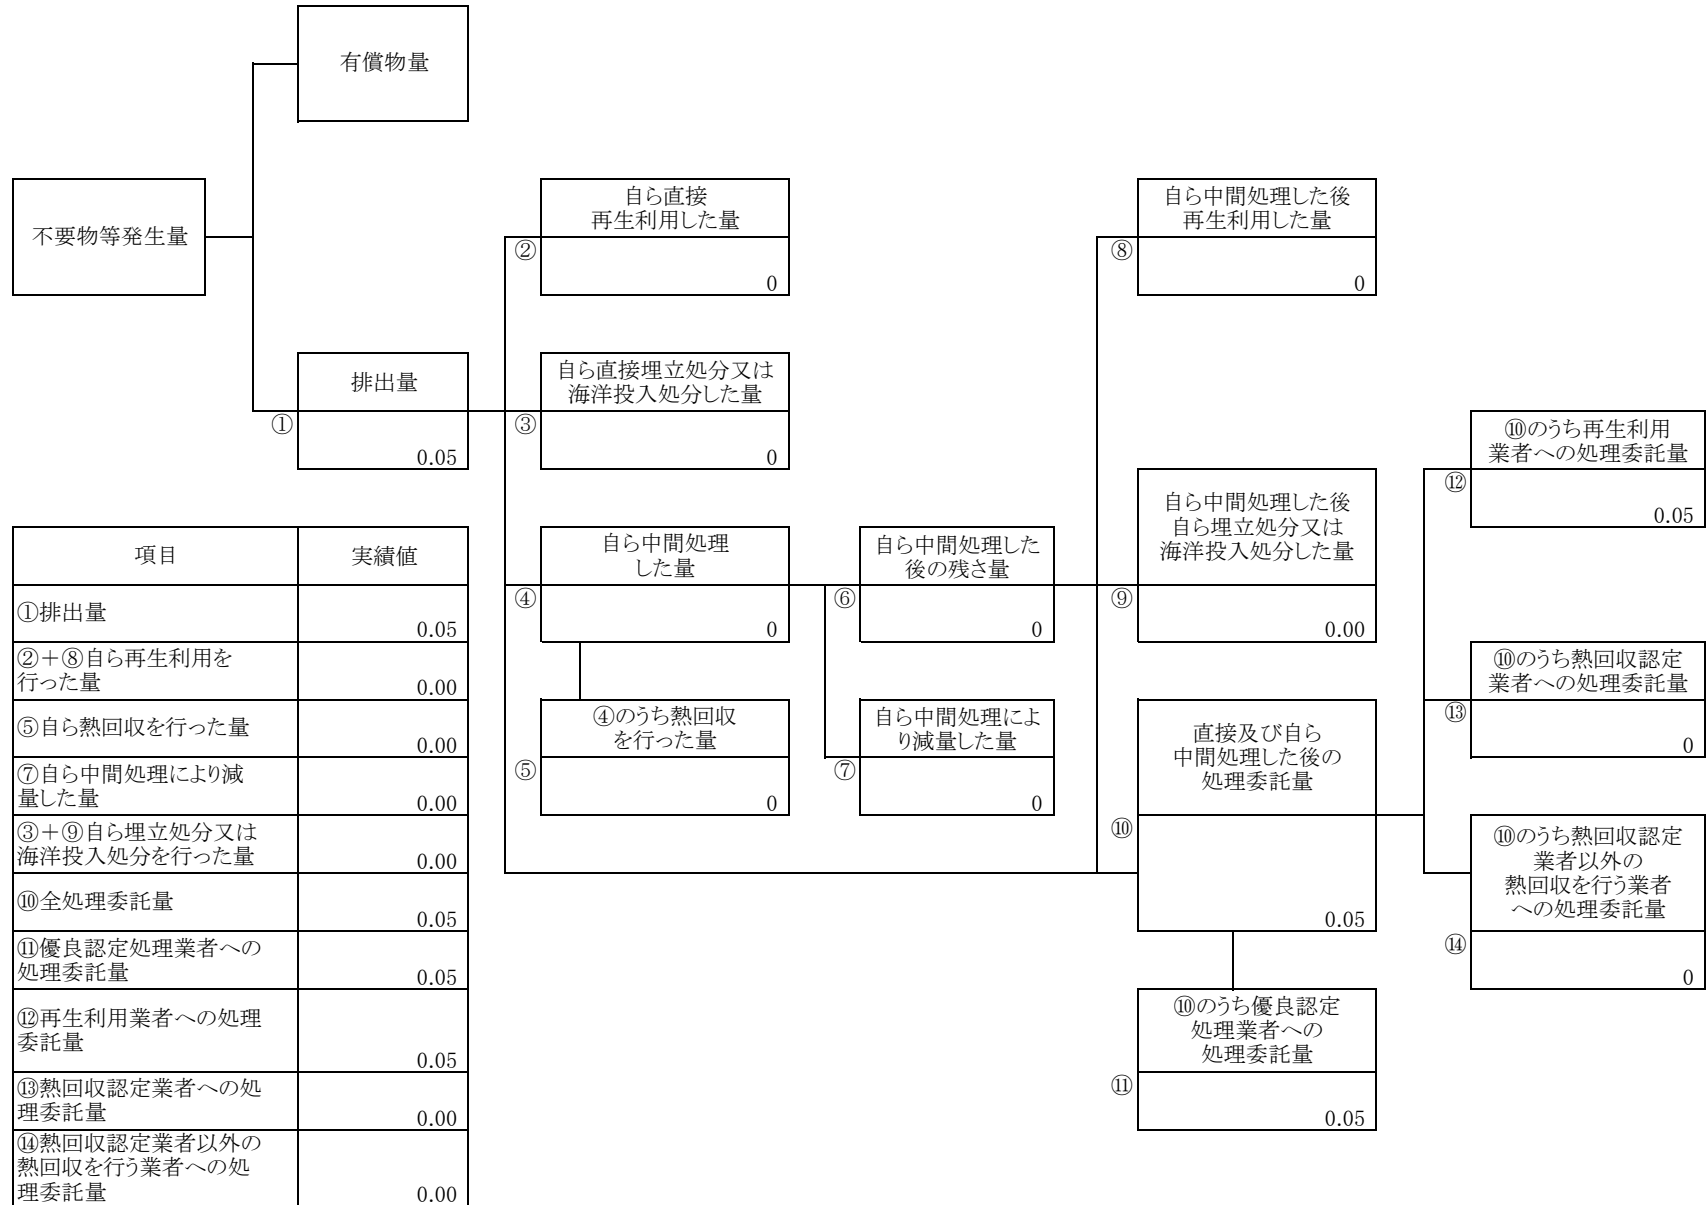 有償物量
不要物等発生量
自ら直接
再生利用した量
②
0
自ら中間処理した後
再生利用した量
⑧
0
排出量
①
0.05
自ら直接埋立処分又は
海洋投入処分した量
③
0
⑩のうち再生利用
業者への処理委託量
⑫
0.05
自ら中間処理
した量
④
0
自ら中間処理した
後の残さ量
⑥
0
自ら中間処理した後
自ら埋立処分又は
海洋投入処分した量
⑨
0.00
⑩のうち熱回収認定
業者への処理委託量
⑬
0
④のうち熱回収
を行った量
⑤
0
自ら中間処理によ
り減量した量
⑦
0
直接及び自ら
中間処理した後の
処理委託量
⑩
0.05
⑩のうち熱回収認定
業者以外の
熱回収を行う業者
への処理委託量
⑭
0
⑩のうち優良認定
処理業者への
処理委託量
⑪
0.05
項目 実績値
①排出量
0.05
②+⑧自ら再生利用を
行った量 0.00
⑤自ら熱回収を行った量
0.00
⑦自ら中間処理により減
量した量 0.00
③+⑨自ら埋立処分又は
海洋投入処分を行った量 0.00
⑩全処理委託量
0.05
⑪優良認定処理業者への
処理委託量 0.05
⑫再生利用業者への処理
委託量
0.05
⑬熱回収認定業者への処
理委託量 0.00
⑭熱回収認定業者以外の
熱回収を行う業者への処
理委託量 0.00